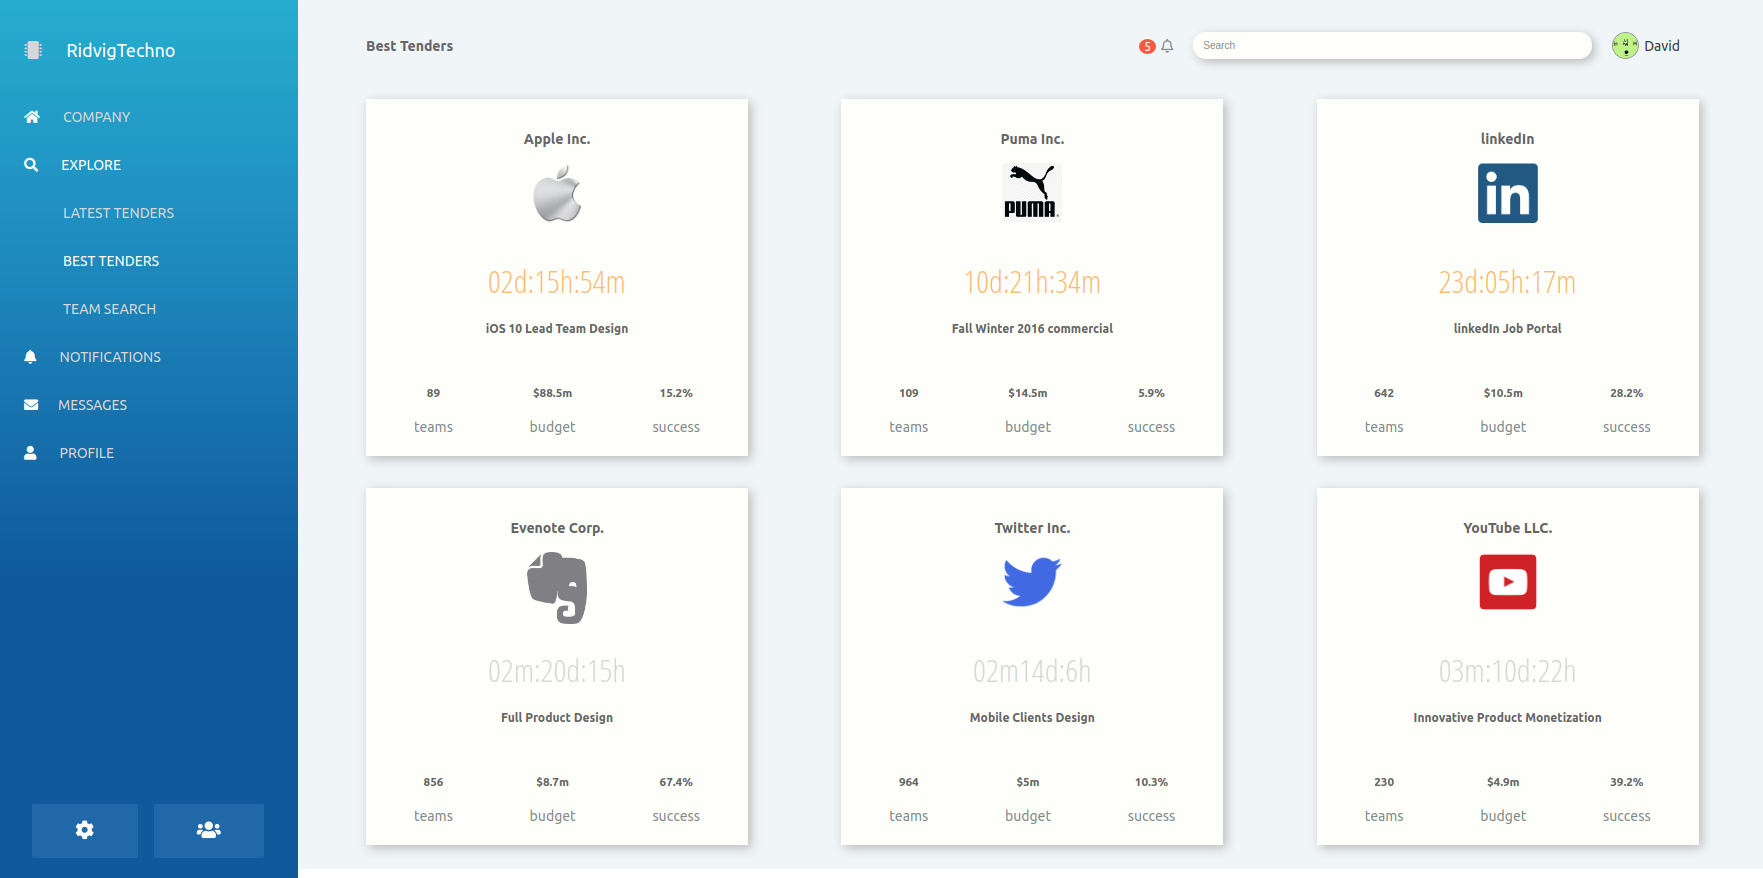 RidvigTechno
COMPANY
EXPLORE
LATEST TENDERS
BEST TENDERS
TEAM SEARCH
NOTIFICATIONS
MESSAGES
PROFILE
Best Tenders
5
Search
David
Apple Inc.
02d:15h:54m
iOS 10 Lead Team Design
89 $88.5m 15.2%
teams budget success
Puma Inc.
PUMA
10d:21h:34m
Fall Winter 2016 commercial
109 $14.5m 5.9%
teams budget success
linkedIn
in
23d:05h:17m
linkedIn Job Portal
642 $10.5m 28.2%
teams budget success
Evenote Corp.
02m:20d:15h
Full Product Design
856 $8.7m 67.4%
teams budget success
Twitter Inc.
02m14d:6h
Mobile Clients Design
964 $5m 10.3%
teams budget success
YouTube LLC.
03m:10d:22h
Innovative Product Monetization
230 $4.9m 39.2%
teams budget success